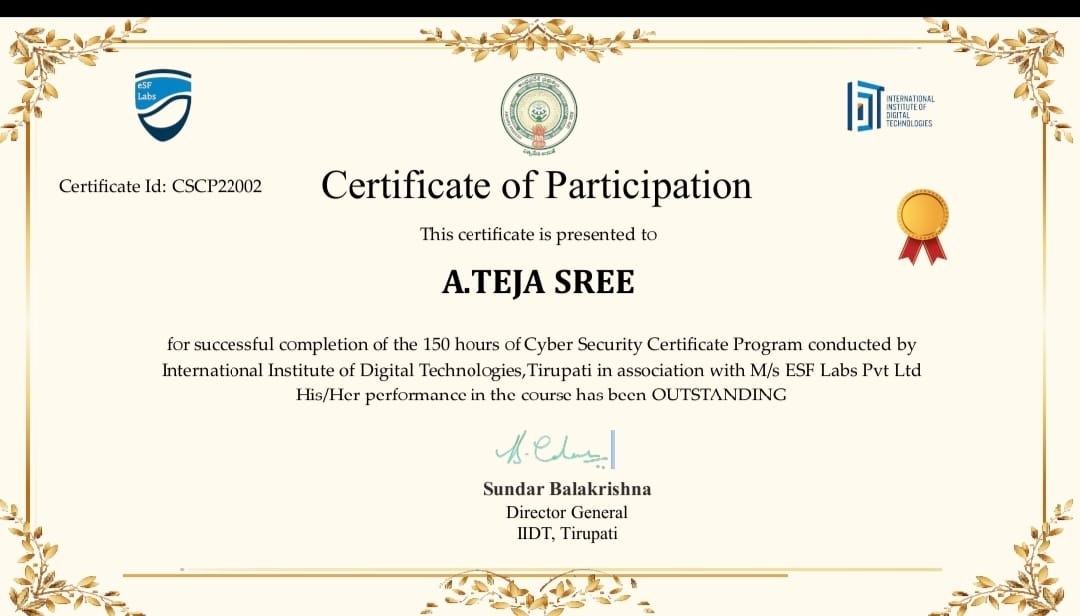 eSF
Labs
INTERNATIONAL
INSTITUTE OF
DIGITAL
TECHNOLOGIES
Certificate Id: CSCP22002
Certificate of Participation
This certificate is presented to
A.TEJA SREE
for successful completion of the 150 hours of Cyber Security Certificate Program conducted by
International Institute of Digital Technologies,Tirupati in association with M/s ESF Labs Pvt Ltd
His/Her performance in the course has been OUTSTANDING
Sundar Balakrishna
Director General
IIDT, Tirupati